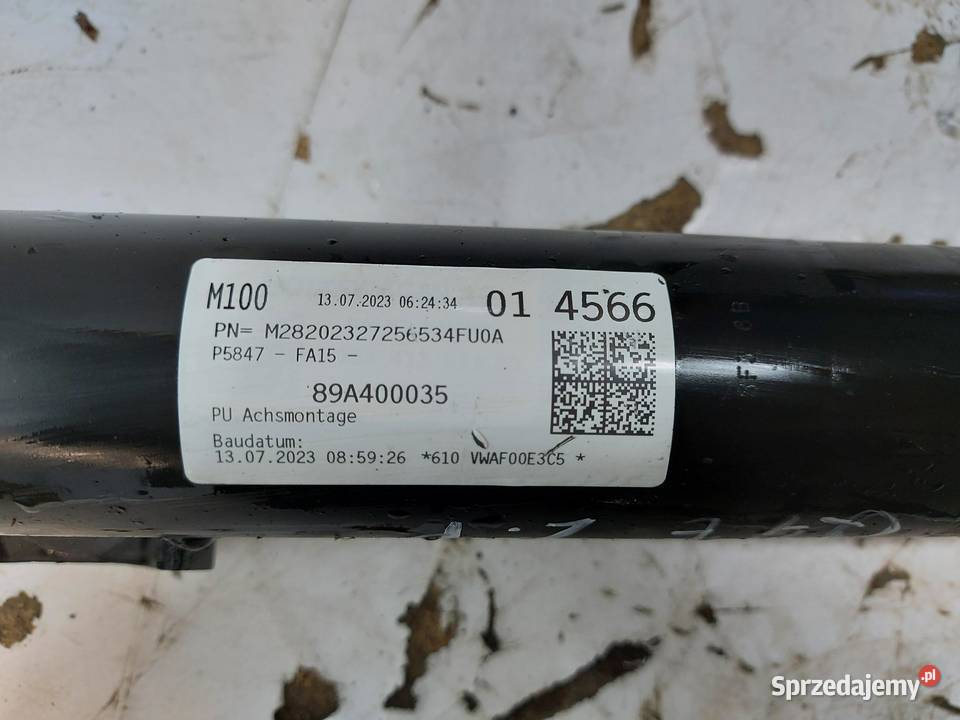 M100 13.07.2023 06:24:34 01 4566
PN= M28202327256534FU0A
P5847 - FA15 -
89A400035
PU Achsmontage
Baudatum:
13.07.2023 08:59:26 *610 VWAF00E3C5 *
Sprzedajemy.pl